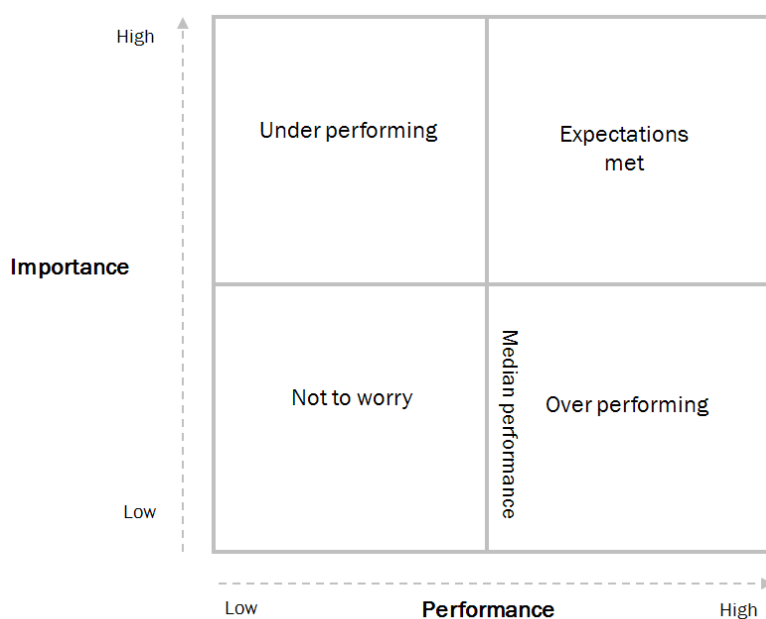 High
Under performing
Expectations
met
Importance
Not to worry
Median performance
Over performing
Low
Low
Performance
High